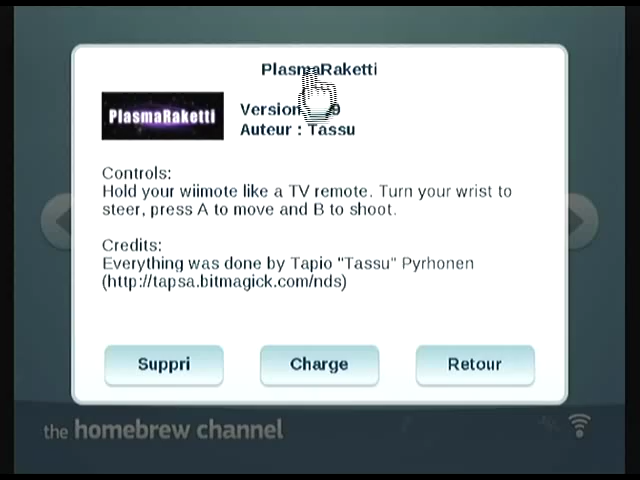 PlasmaRaketti
PlasmaRaketti
Version
9
Auteur : Tassu
Controls:
Hold your wiimote like a TV remote. Turn your wrist to
steer, press A to move and B to shoot.
Credits:
Everything was done by Tapio "Tassu" Pyrhonen
(http://tapsa.bitmagick.com/nds)
Suppri
Charge
Retour
the homebrew channel